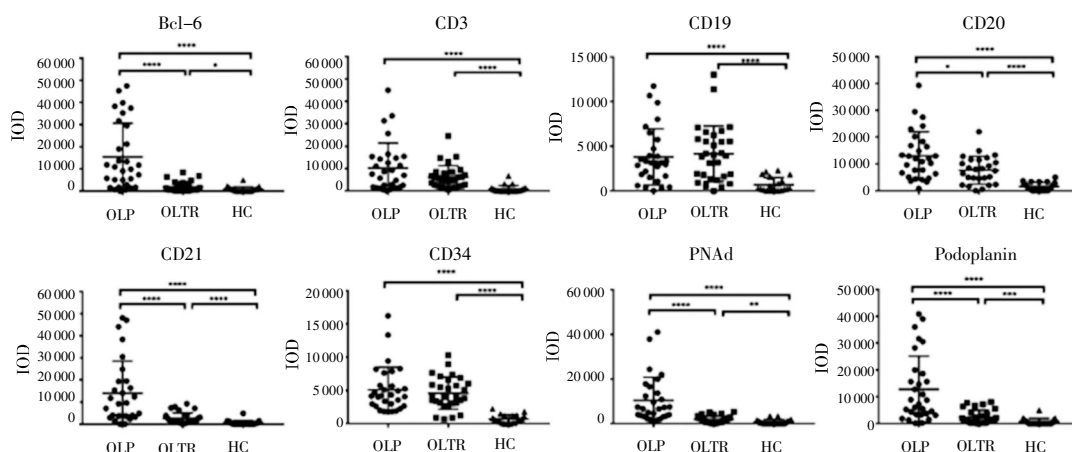 Bcl-6
CD3
CD19
CD20
IOD
60 000
50 000
40 000
30 000
20 000
10 000
0
****
****
*
OLP
OLTR
HC
IOD
60 000
50 000
40 000
30 000
20 000
10 000
0
****
****
OLP
OLTR
HC
IOD
15 000
10 000
5 000
0
****
****
OLP
OLTR
HC
IOD
50 000
40 000
30 000
20 000
10 000
0
****
*
****
OLP
OLTR
HC
CD21
CD34
PNAd
Podoplanin
IOD
60 000
50 000
40 000
30 000
20 000
10 000
0
****
****
****
OLP
OLTR
HC
IOD
20 000
15 000
10 000
5 000
0
****
****
OLP
OLTR
HC
IOD
60 000
40 000
20 000
0
****
****
**
OLP
OLTR
HC
IOD
50 000
40 000
30 000
20 000
10 000
0
****
****
***
OLP
OLTR
HC